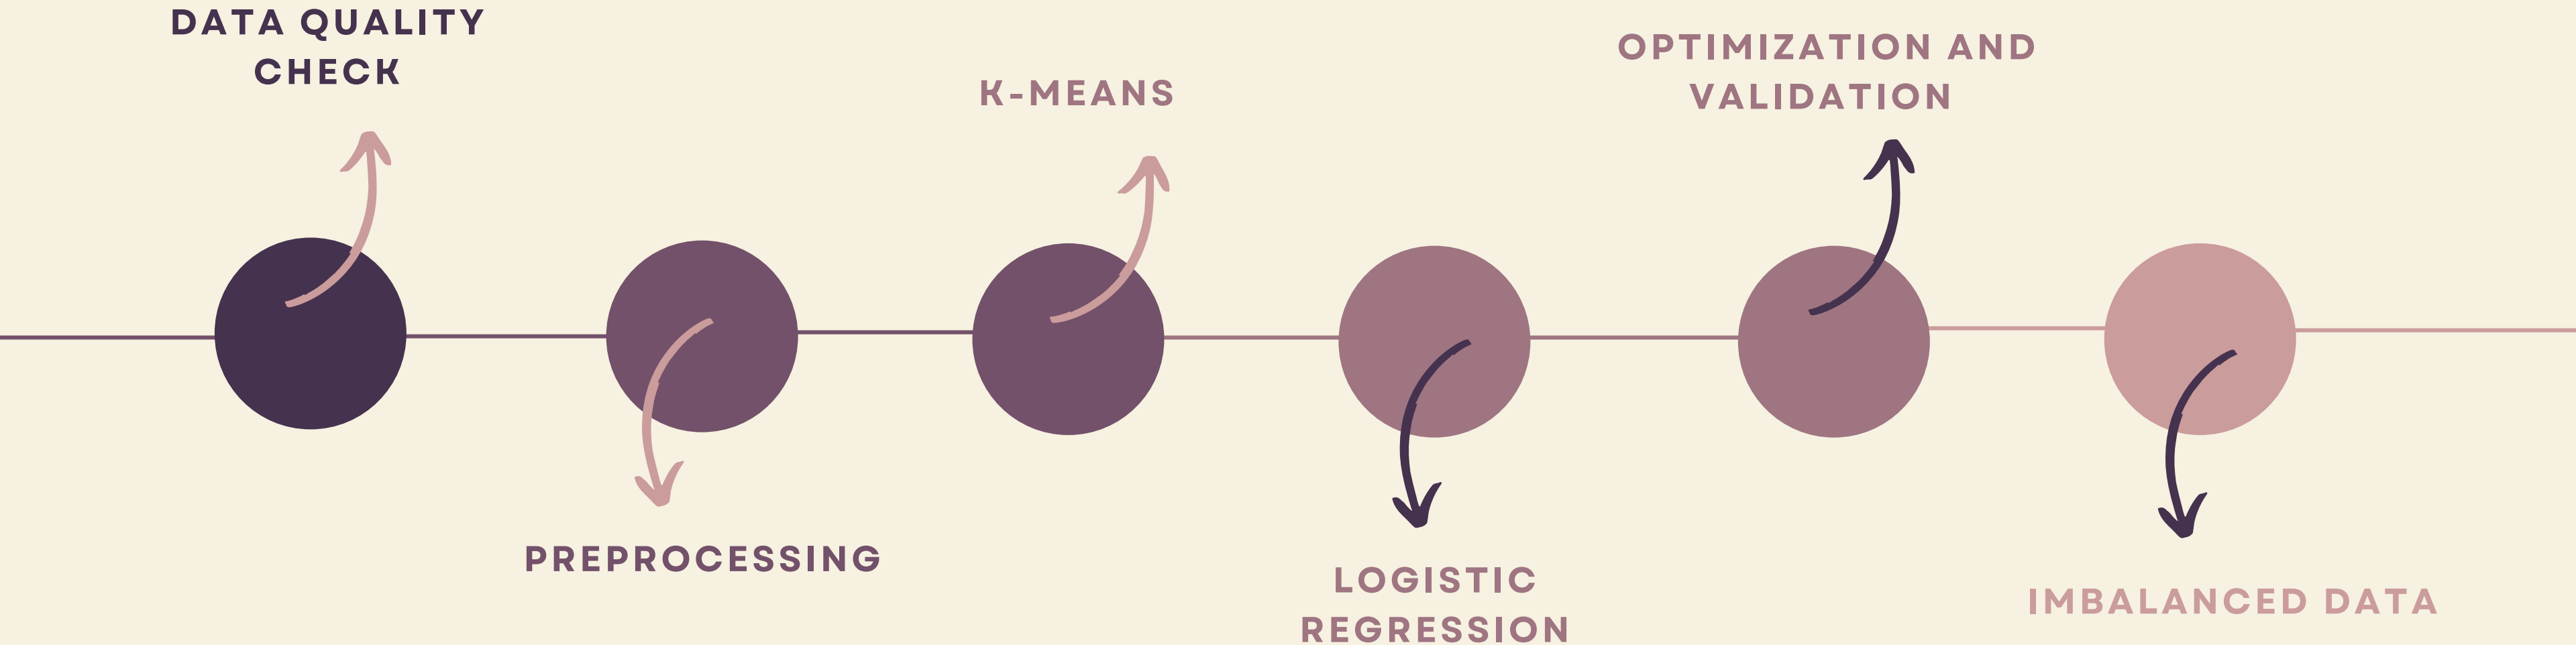 DATA QUALITY
CHECK
PREPROCESSING
K-MEANS
LOGISTIC
REGRESSION
OPTIMIZATION AND
VALIDATION
IMBALANCED DATA